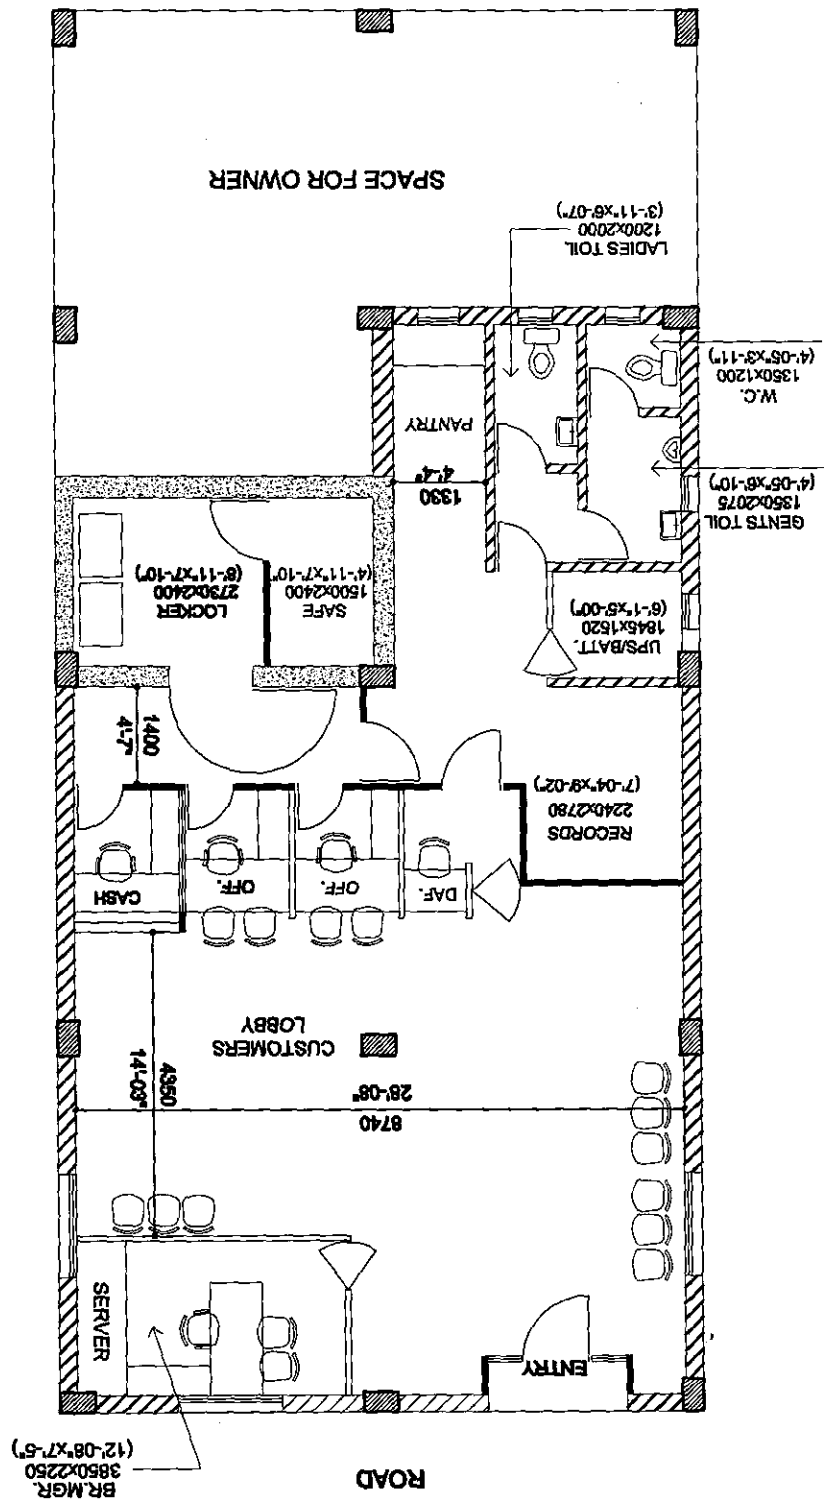 ROAD
BR.MGR.
3850x2250
(12'-08"x7'-5")
ENTRY
SERVER
8740
28'-08"
4350
14'-03"
CUSTOMERS
LOBBY
DAF.
OFF.
OFF.
CASH
RECORDS
2240x2780
(7'-04"x9'-02")
1400
4'-7"
UPS/BATT.
1845x1520
(6'-1"x5'-00")
SAFE
1500x2400
(4'-11"x7'-10")
LOCKER
2730x2400
(8'-11"x7'-10")
GENTS TOIL
1350x2075
(4'-05"x6'-10")
1330
4'-4"
PANTRY
W.C.
1350x1200
(4'-05"x3'-11")
LADIES TOIL
1200x2000
(3'-11"x6'-07")
SPACE FOR OWNER